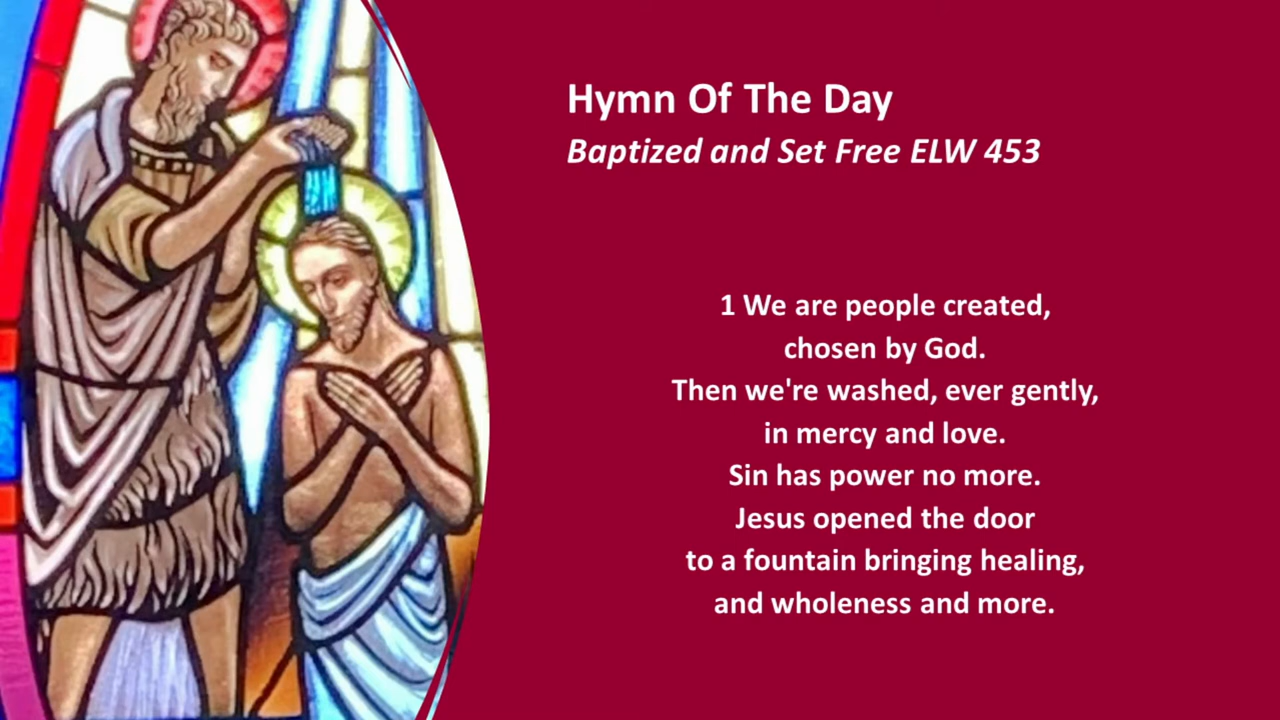 Hymn Of The Day
Baptized and Set Free ELW 453
1 We are people created,
chosen by God.
Then we're washed, ever gently,
in mercy and love.
Sin has power no more.
Jesus opened the door
to a fountain bringing healing,
and wholeness and more.